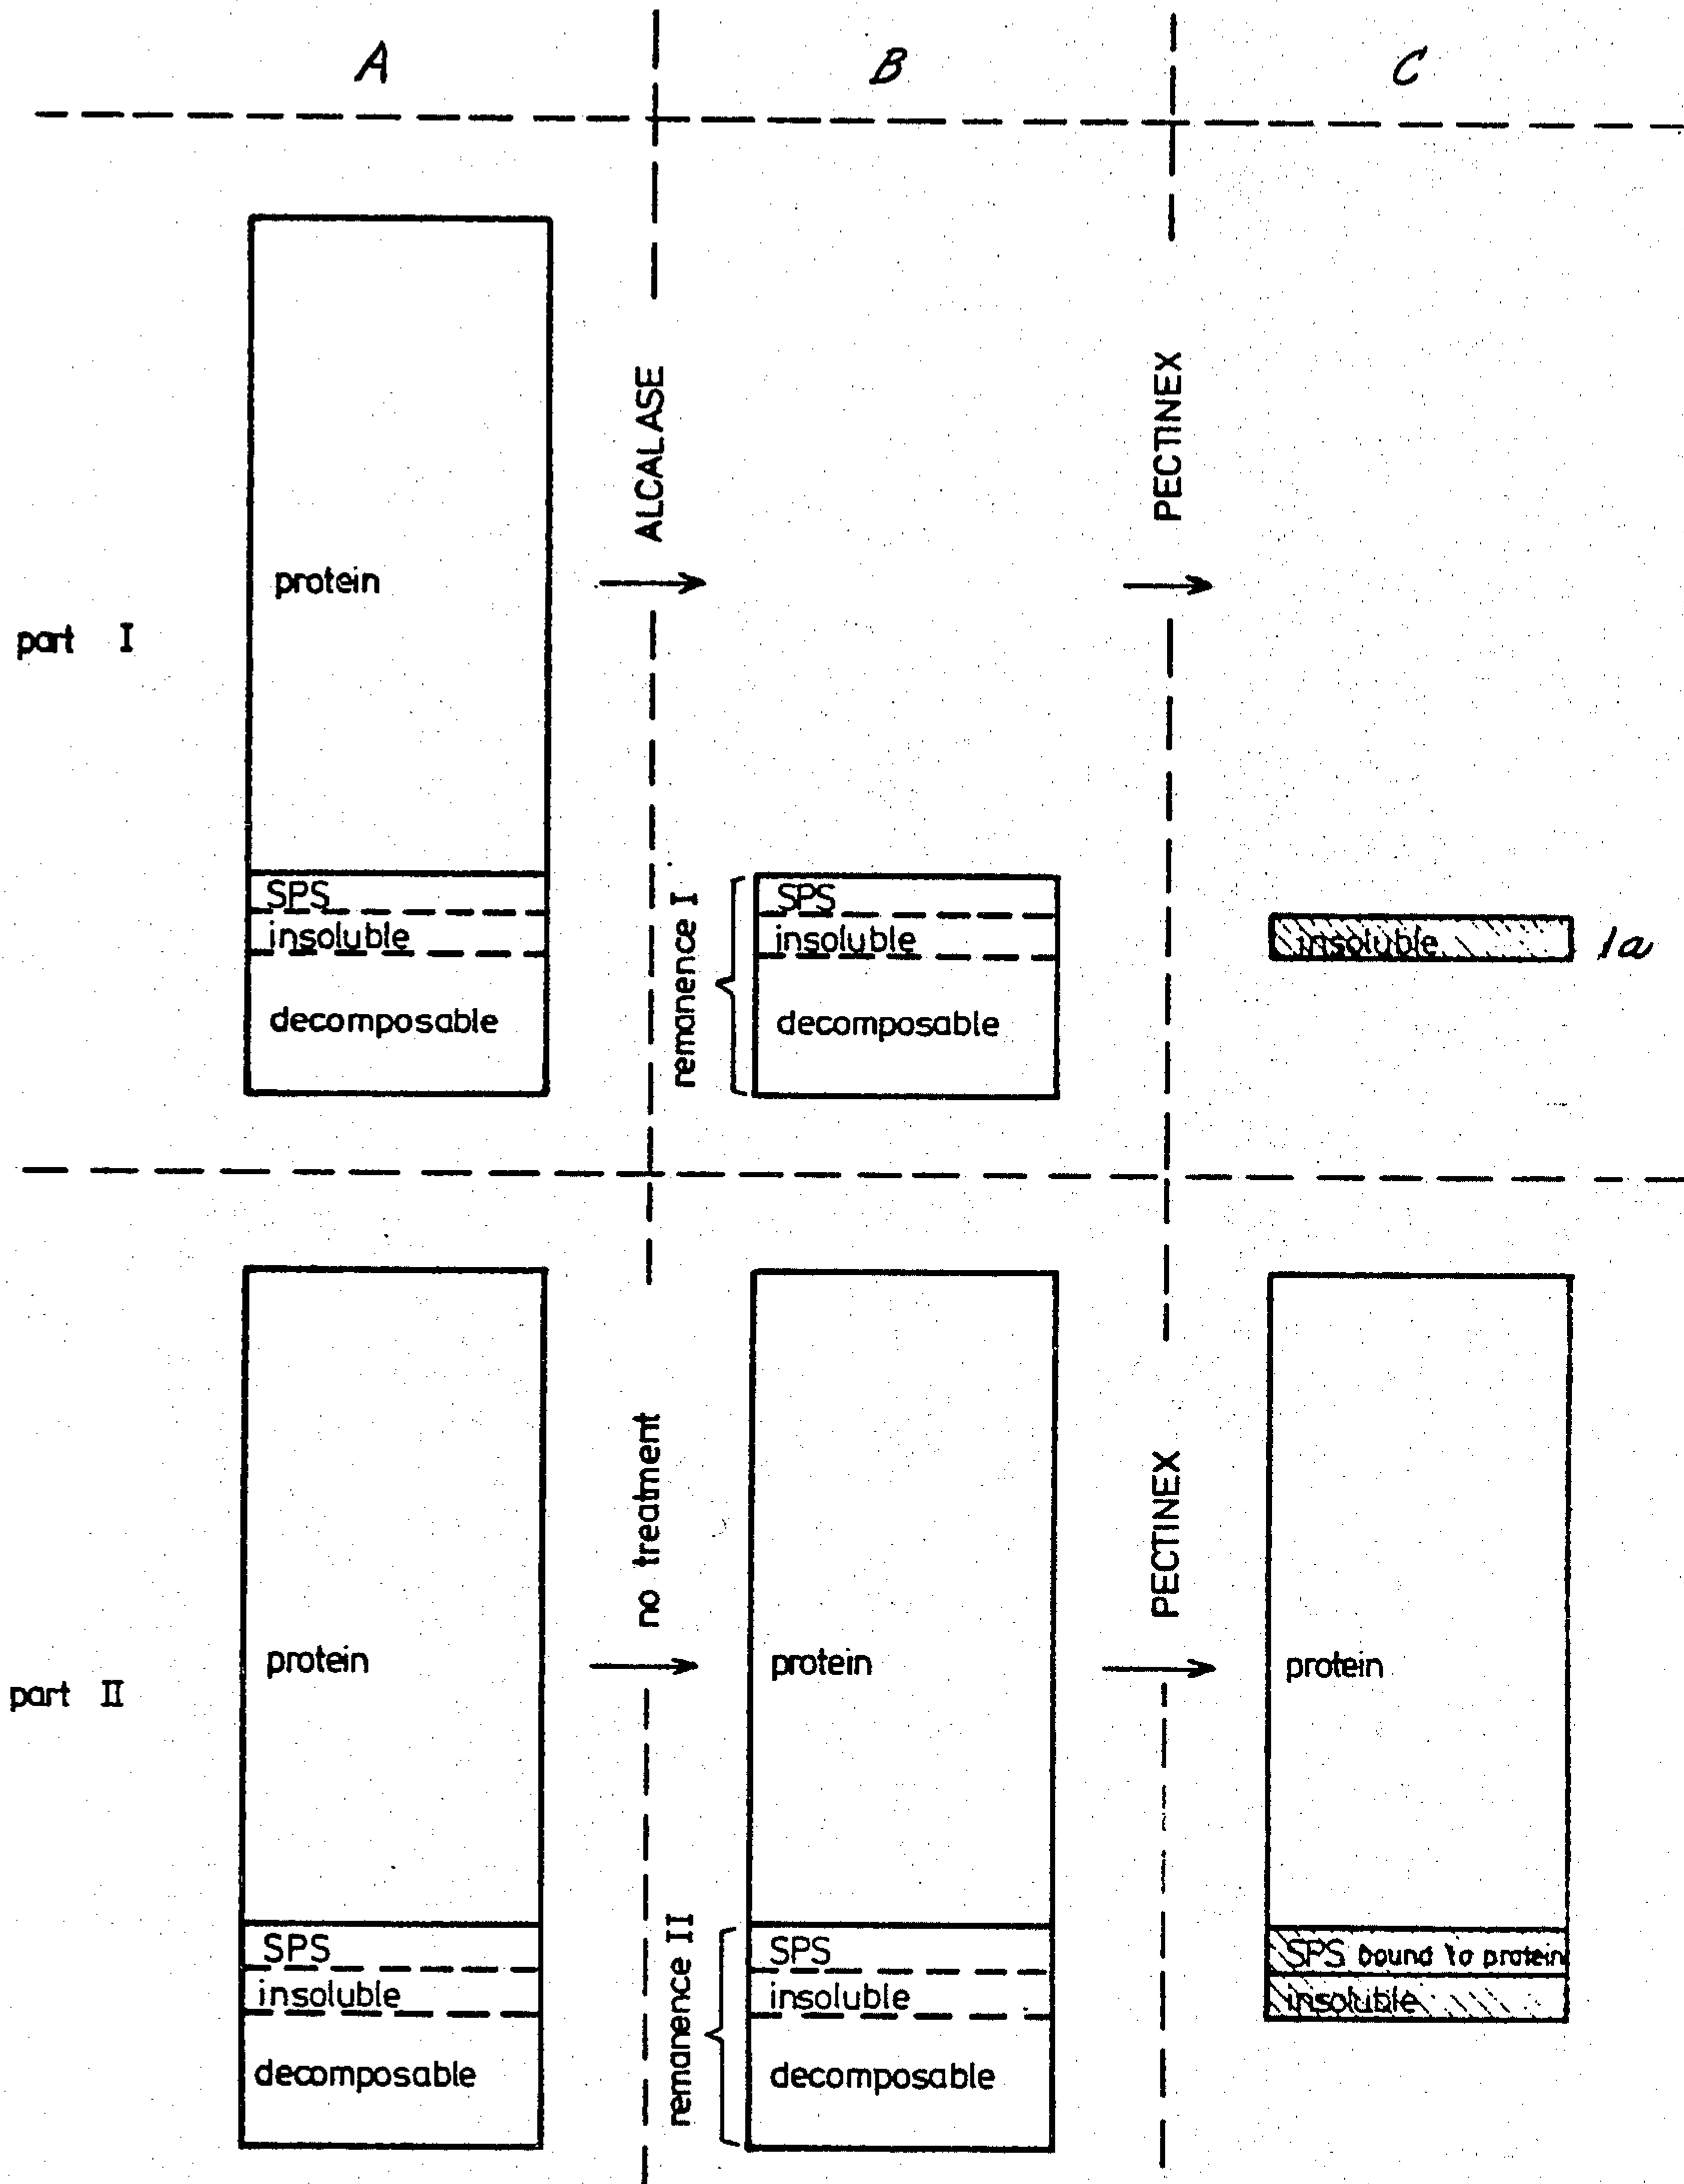 A
B
C
ALCALASE
PECTINEX
protein
part I
SPS
insoluble
decomposable
remanence I
SPS
insoluble
decomposable
insoluble
1a
no treatment
PECTINEX
protein
protein
protein
part II
SPS
insoluble
decomposable
remanence II
SPS
insoluble
decomposable
SPS bound to protein
insoluble